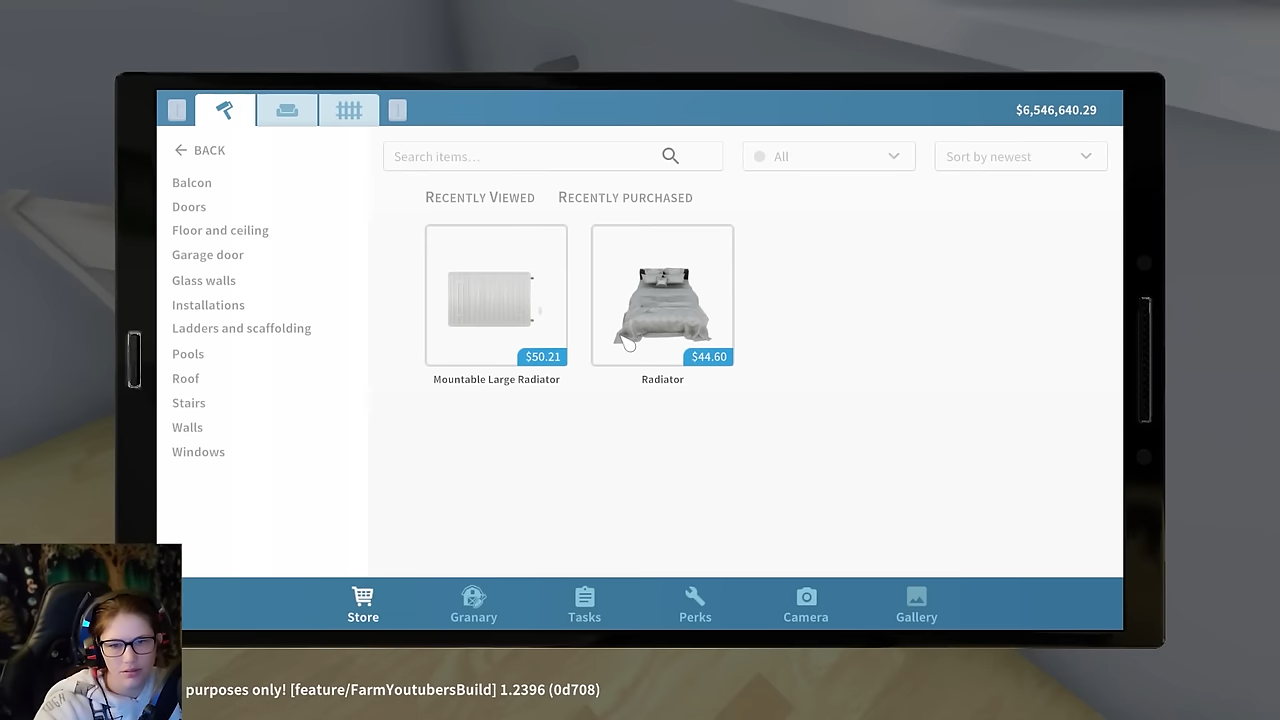 $6,546,640.29
BACK
Search items...
All
Sort by newest
Balcon
Doors
Floor and ceiling
Garage door
Glass walls
Installations
Ladders and scaffolding
Pools
Roof
Stairs
Walls
Windows
RECENTLY VIEWED
RECENTLY PURCHASED
$50.21
$44.60
Mountable Large Radiator
Radiator
Store
Granary
Tasks
Perks
Camera
Gallery
purposes only! [feature/FarmYoutubersBuild] 1.2396 (0d708)